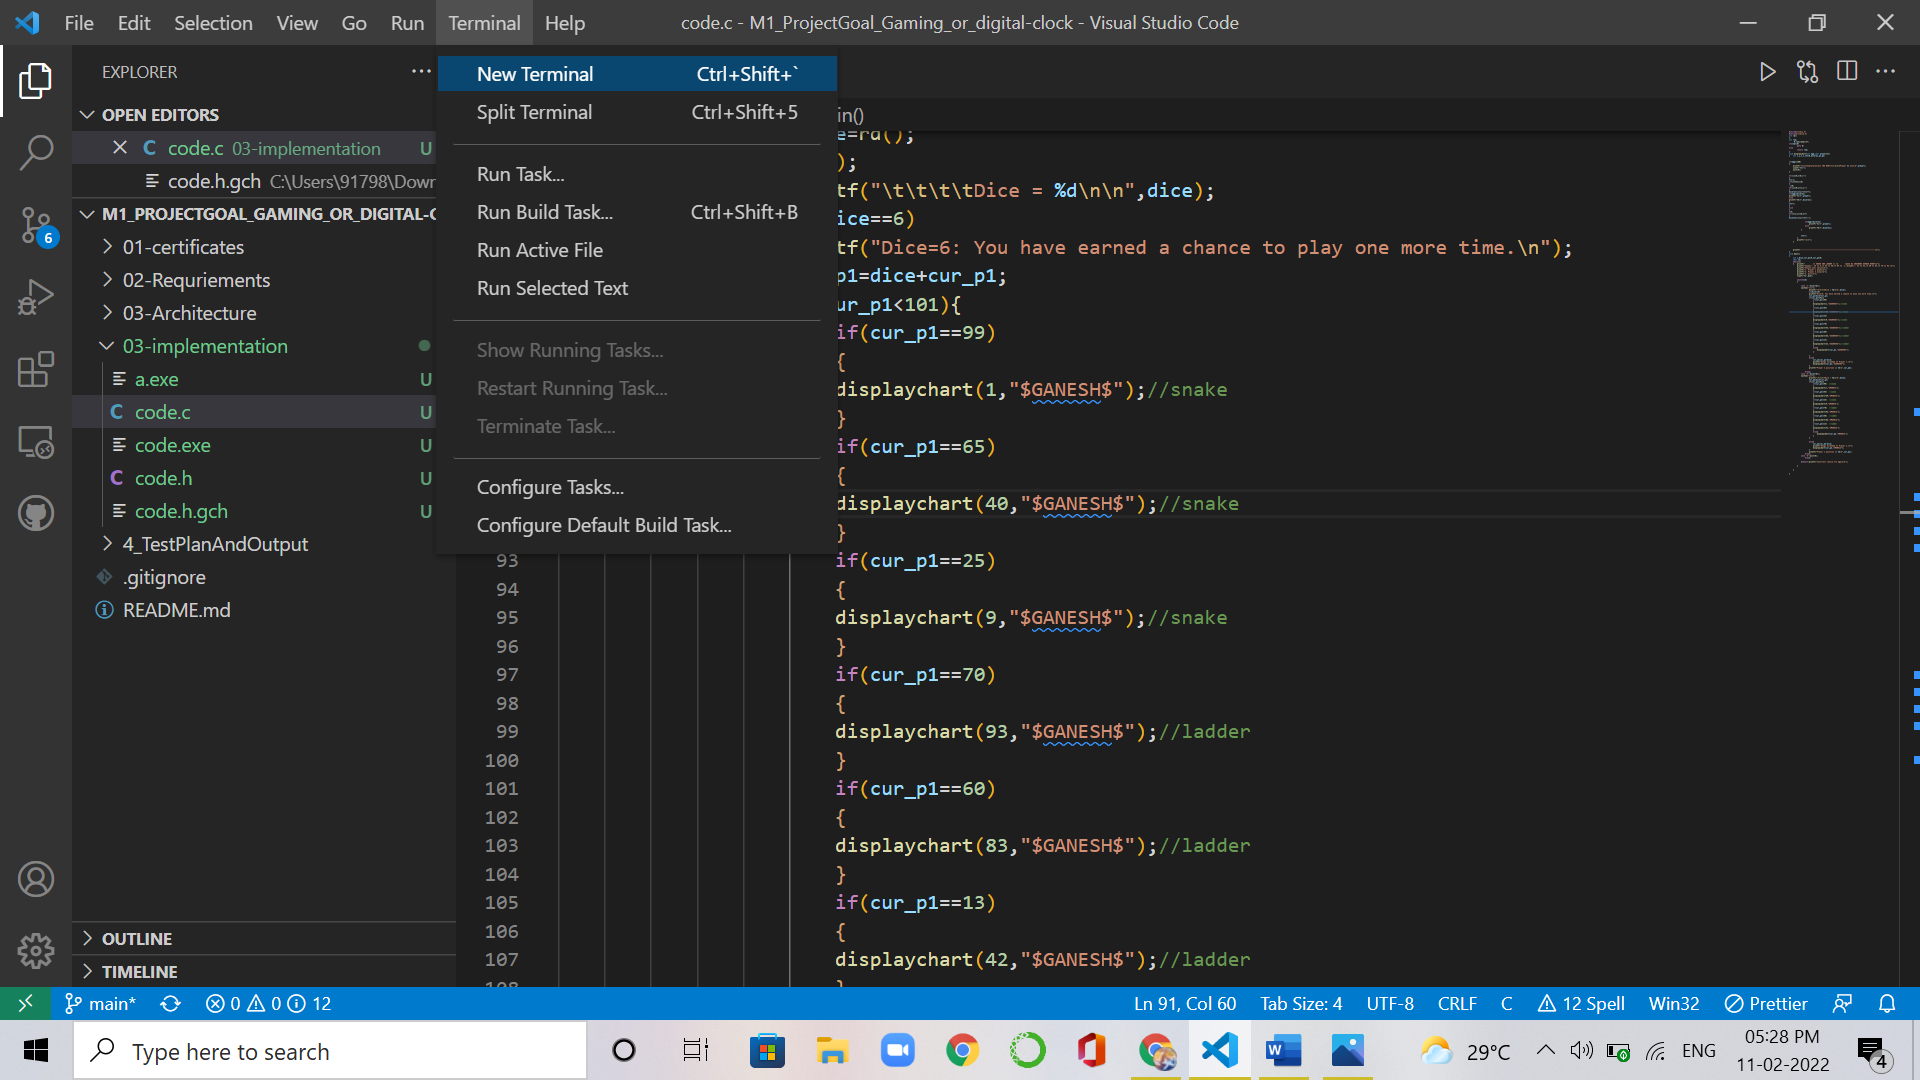 File Edit Selection View Go Run Terminal Help code.c - M1_ProjectGoal_Gaming_or_digital-clock - Visual Studio Code
EXPLORER
OPEN EDITORS
code.c 03-implementation U
code.h.gch C:\Users\91798\Dowr
M1_PROJECTGOAL_GAMING_OR_DIGITAL-C
01-certificates
02-Requriements
03-Architecture
03-implementation
a.exe U
code.c U
code.exe U
code.h U
code.h.gch U
4_TestPlanAndOutput
.gitignore
README.md
OUTLINE
TIMELINE
New Terminal Ctrl+Shift+`
Split Terminal Ctrl+Shift+5
Run Task...
Run Build Task... Ctrl+Shift+B
Run Active File
Run Selected Text
Show Running Tasks...
Restart Running Task...
Terminate Task...
Configure Tasks...
Configure Default Build Task...
in()
e=rd();
);
tf("\t\t\t\tDice = %d\n\n",dice);
ice==6)
tf("Dice=6: You have earned a chance to play one more time.\n");
p1=dice+cur_p1;
ur_p1<101){
if(cur_p1==99)
{
displaychart(1,"$GANESH$");//snake
}
if(cur_p1==65)
{
displaychart(40,"$GANESH$");//snake
}
93 if(cur_p1==25)
94 {
95 displaychart(9,"$GANESH$");//snake
96 }
97 if(cur_p1==70)
98 {
99 displaychart(93,"$GANESH$");//ladder
100 }
101 if(cur_p1==60)
102 {
103 displaychart(83,"$GANESH$");//ladder
104 }
105 if(cur_p1==13)
106 {
107 displaychart(42,"$GANESH$");//ladder
108 }
main* 0 0 12 Ln 91, Col 60 Tab Size: 4 UTF-8 CRLF C 12 Spell Win32 Prettier
Type here to search 29°C ENG 05:28 PM
11-02-2022 4
6